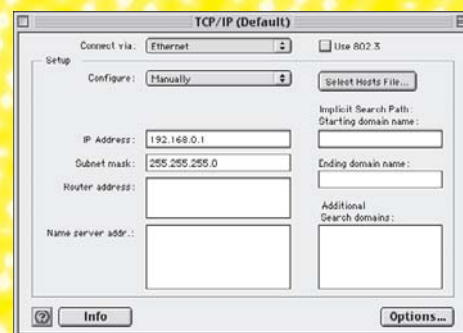 TCP/IP (Default)
Connect via: Ethernet
Use 802.3
Setup
Configure: Manually
Select Hosts File...
Implicit Search Path:
Starting domain name:
IP Address: 192.168.0.1
Subnet mask: 255.255.255.0
Ending domain name:
Router address:
Additional
Search domains:
Name server addr.:
? Info
Options...